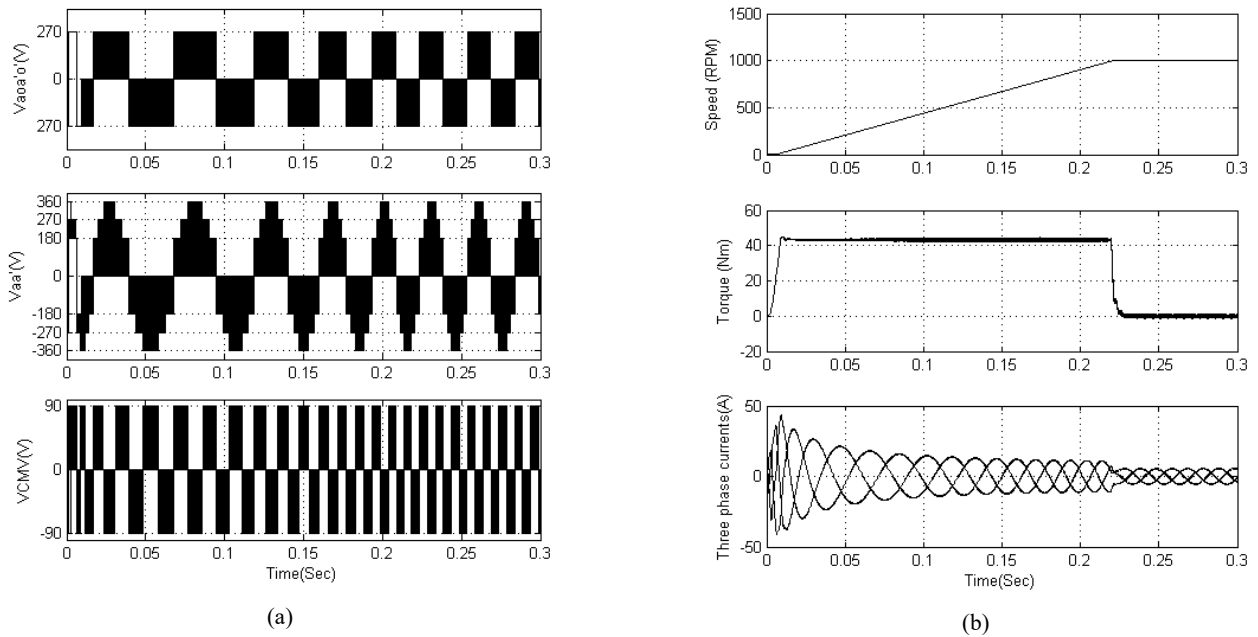 Vaoa'o'(V)
270
0
270
0 0.05 0.1 0.15 0.2 0.25 0.3
Vaa'(V)
360
270
180
0
-180
-270
-360
0 0.05 0.1 0.15 0.2 0.25 0.3
VCMV(V)
90
0
-90
0 0.05 0.1 0.15 0.2 0.25 0.3
Time(Sec)
(a)
Speed (RPM)
1500
1000
500
0
0 0.05 0.1 0.15 0.2 0.25 0.3
Torque (Nm)
60
40
20
0
-20
0 0.05 0.1 0.15 0.2 0.25 0.3
Three phase currents(A)
50
0
-50
0 0.05 0.1 0.15 0.2 0.25 0.3
Time(Sec)
(b)